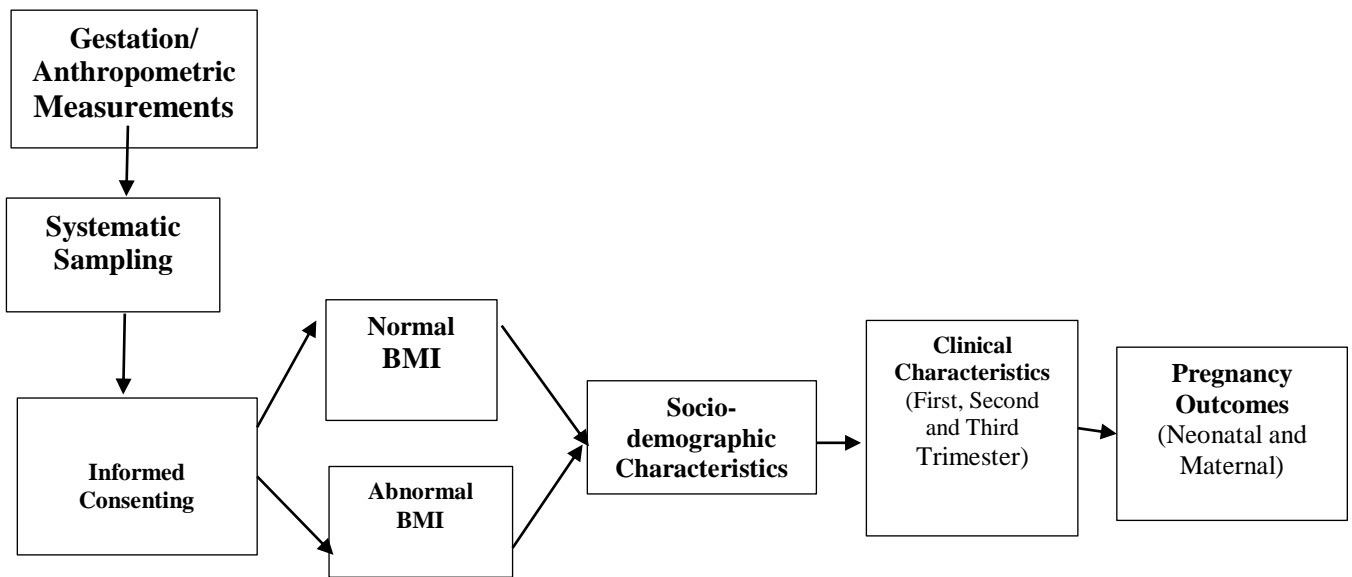 Gestation/
Anthropometric
Measurements
Systematic
Sampling
Informed
Consenting
Normal
BMI
Abnormal
BMI
Socio-
demographic
Characteristics
Clinical
Characteristics
(First, Second
and Third
Trimester)
Pregnancy
Outcomes
(Neonatal and
Maternal)